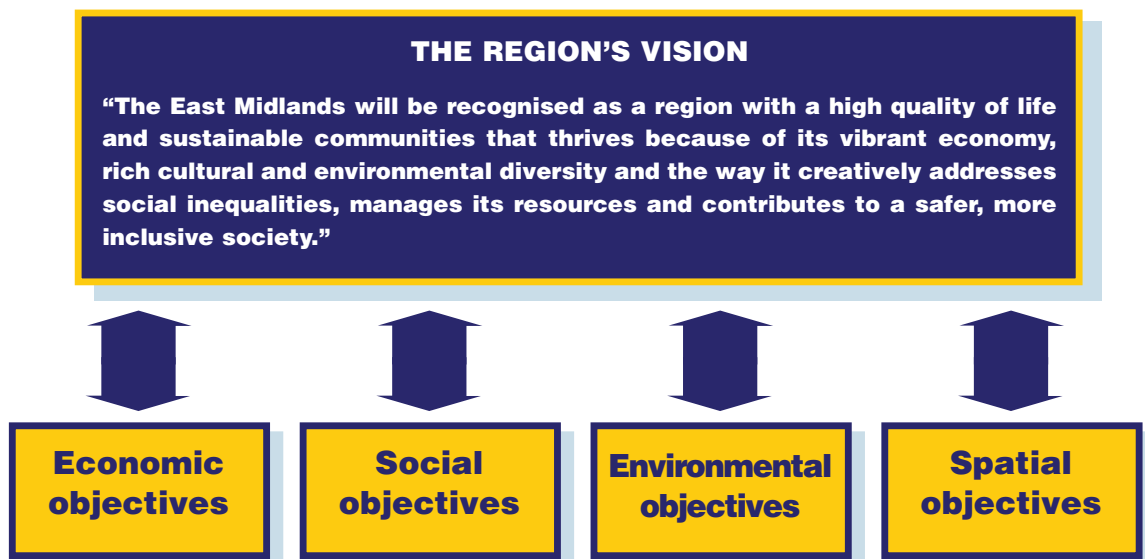 THE REGION’S VISION
“The East Midlands will be recognised as a region with a high quality of life
and sustainable communities that thrives because of its vibrant economy,
rich cultural and environmental diversity and the way it creatively addresses
social inequalities, manages its resources and contributes to a safer, more
inclusive society.”
Economic
objectives
Social
objectives
Environmental
objectives
Spatial
objectives